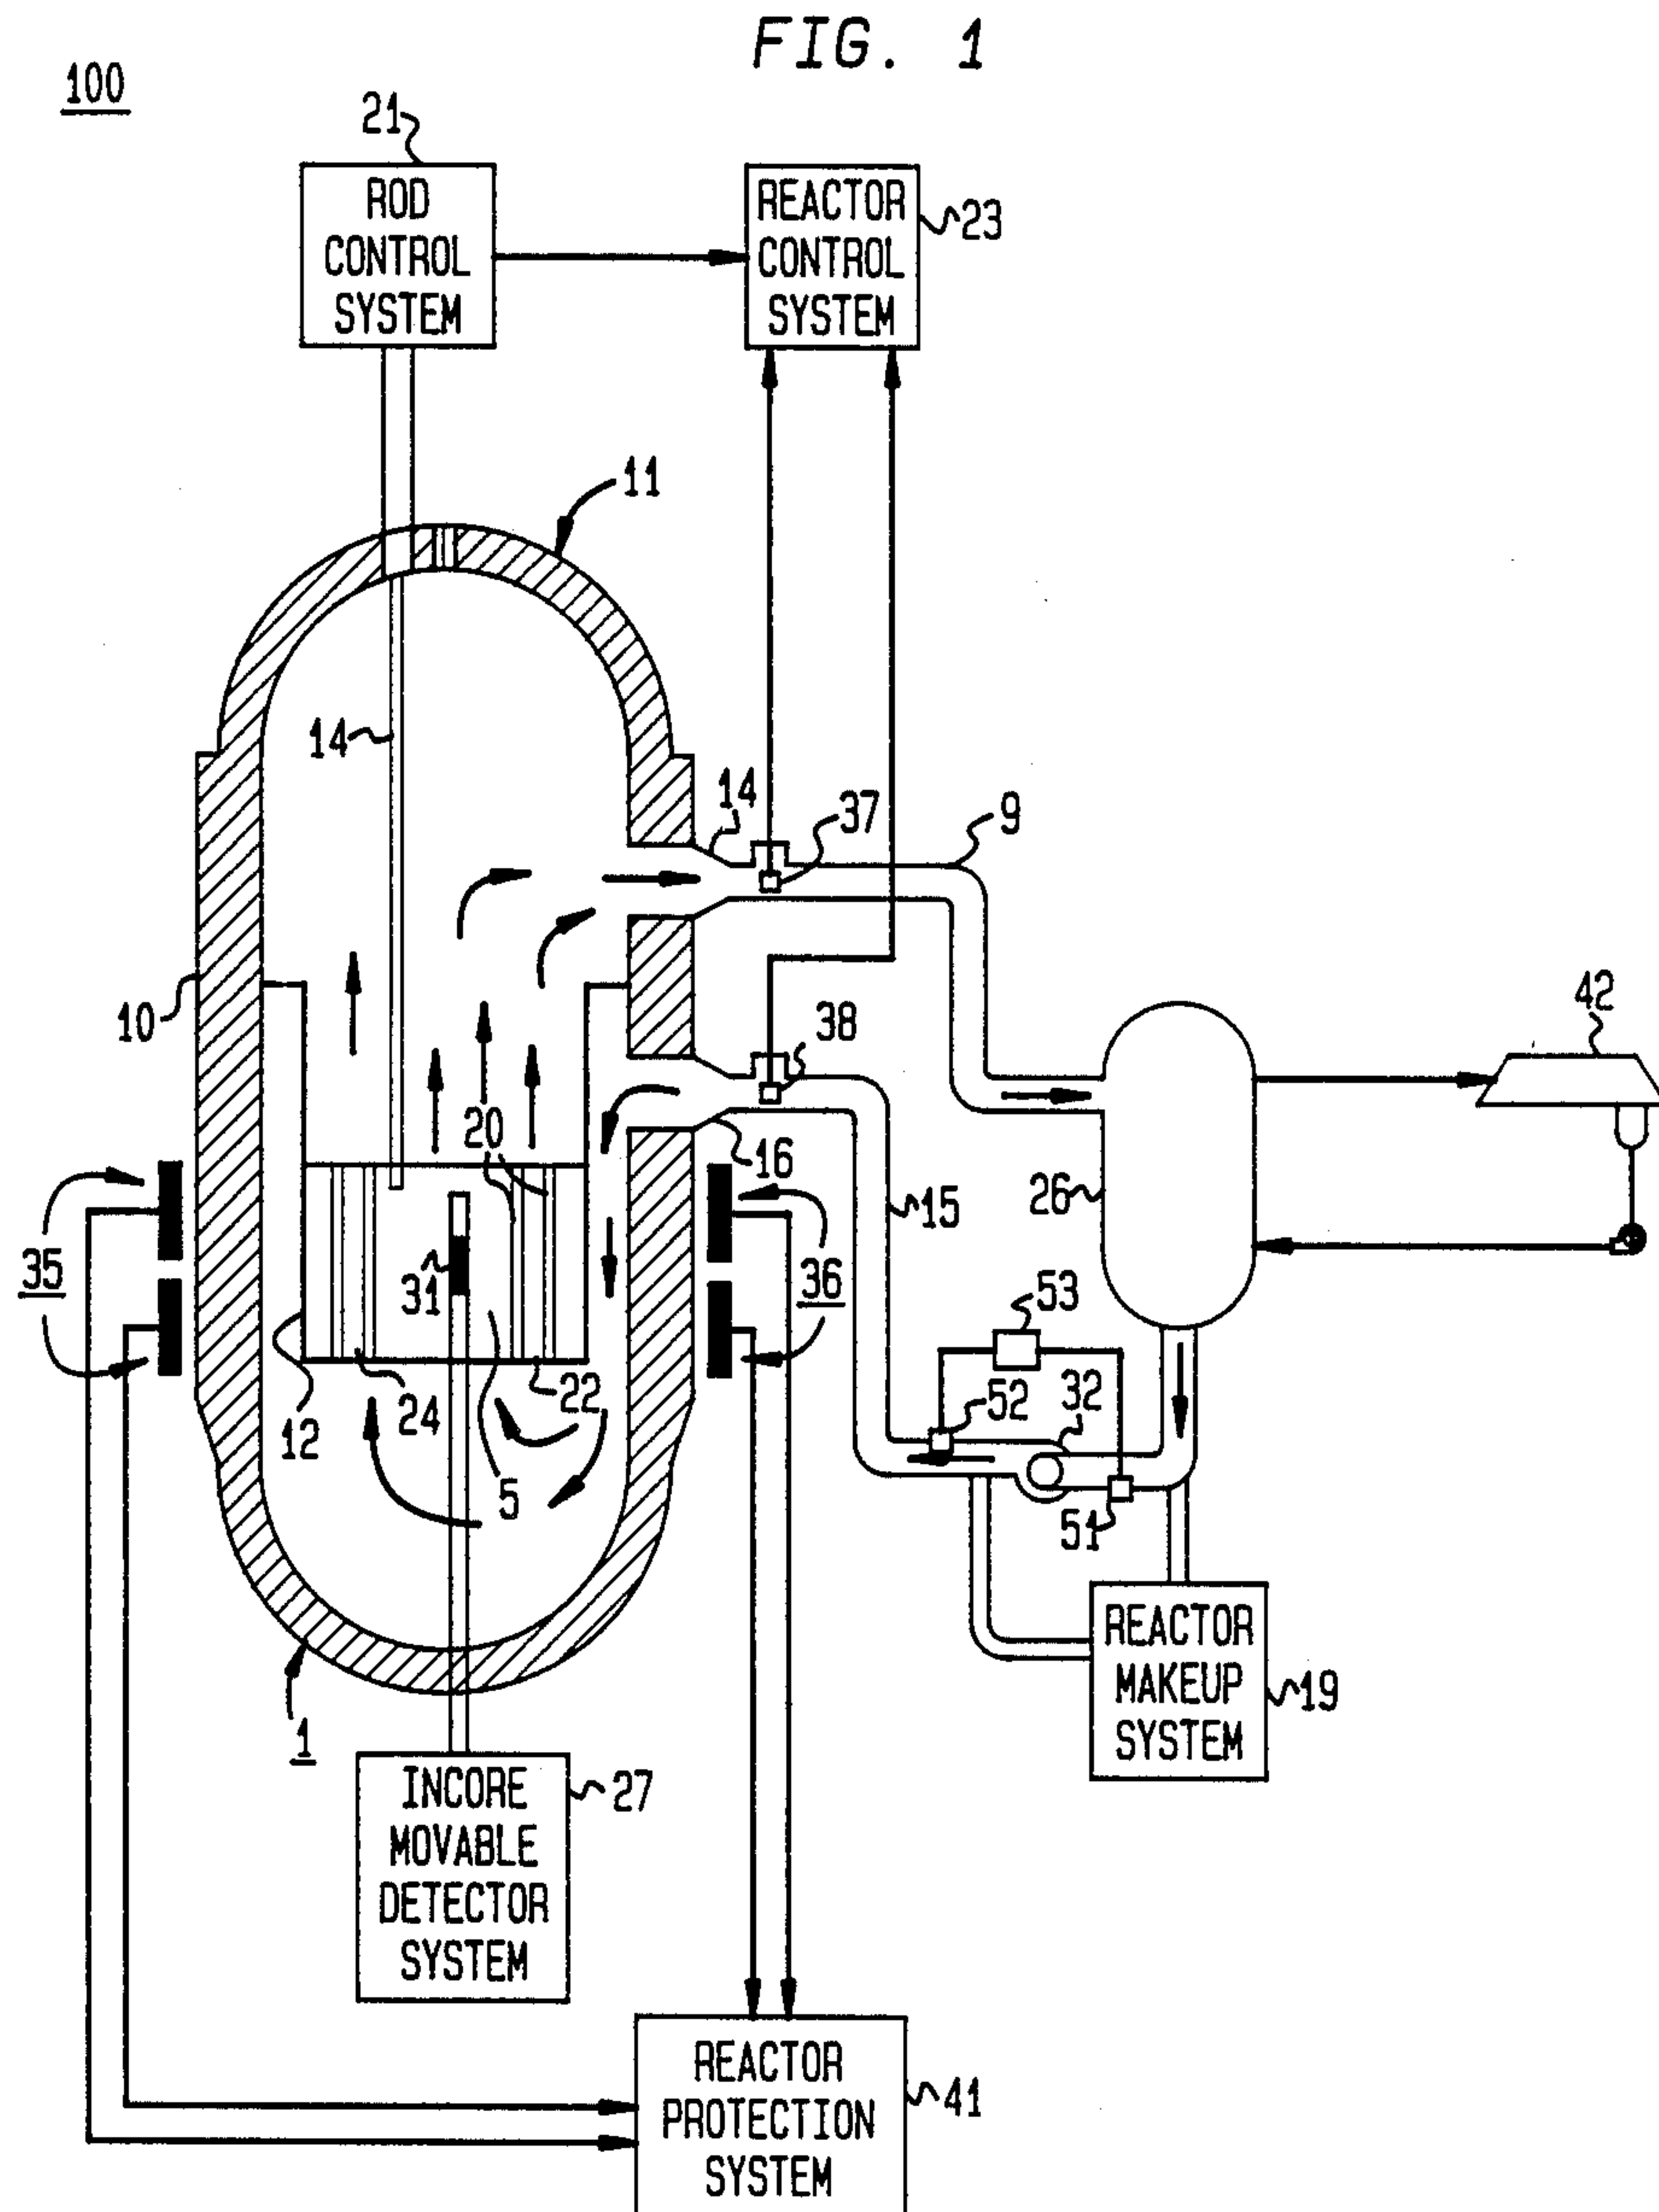 FIG. 1
100
21
ROD
CONTROL
SYSTEM
REACTOR
CONTROL
SYSTEM
23
11
14
14
37
9
10
38
42
20
16
15
26
35
31
36
53
12
24
22
52
32
5
51
REACTOR
MAKEUP
SYSTEM
19
1
INCORE
MOVABLE
DETECTOR
SYSTEM
27
REACTOR
PROTECTION
SYSTEM
41